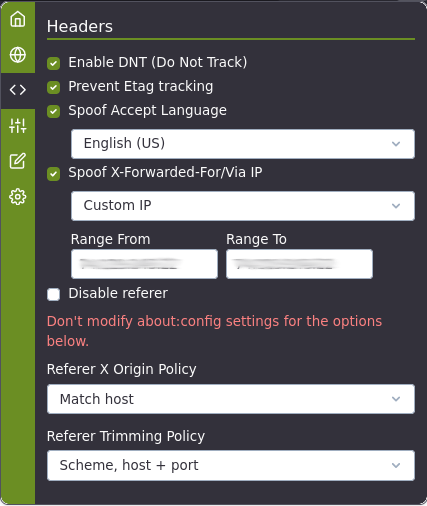 Headers
Enable DNT (Do Not Track)
Prevent Etag tracking
Spoof Accept Language
English (US)
Spoof X-Forwarded-For/Via IP
Custom IP
Range From Range To
Disable referer
Don't modify about:config settings for the options
below.
Referer X Origin Policy
Match host
Referer Trimming Policy
Scheme, host + port